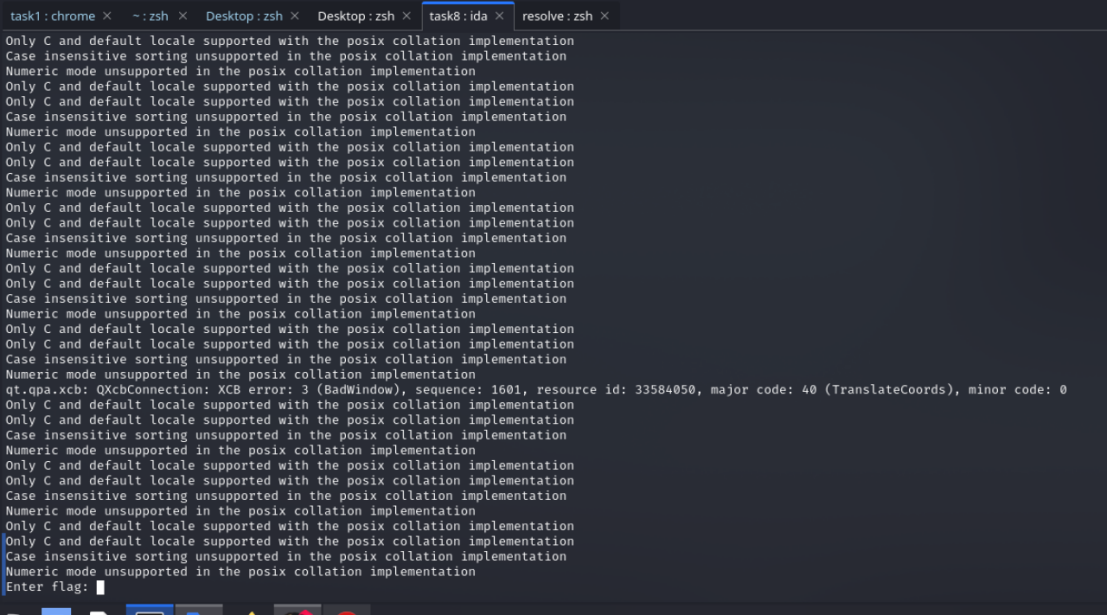 task1 : chrome ~ : zsh Desktop : zsh Desktop : zsh task8 : ida resolve : zsh
Only C and default locale supported with the posix collation implementation
Case insensitive sorting unsupported in the posix collation implementation
Numeric mode unsupported in the posix collation implementation
Only C and default locale supported with the posix collation implementation
Only C and default locale supported with the posix collation implementation
Case insensitive sorting unsupported in the posix collation implementation
Numeric mode unsupported in the posix collation implementation
Only C and default locale supported with the posix collation implementation
Only C and default locale supported with the posix collation implementation
Case insensitive sorting unsupported in the posix collation implementation
Numeric mode unsupported in the posix collation implementation
Only C and default locale supported with the posix collation implementation
Only C and default locale supported with the posix collation implementation
Case insensitive sorting unsupported in the posix collation implementation
Numeric mode unsupported in the posix collation implementation
Only C and default locale supported with the posix collation implementation
Only C and default locale supported with the posix collation implementation
Case insensitive sorting unsupported in the posix collation implementation
Numeric mode unsupported in the posix collation implementation
Only C and default locale supported with the posix collation implementation
Only C and default locale supported with the posix collation implementation
Case insensitive sorting unsupported in the posix collation implementation
Numeric mode unsupported in the posix collation implementation
qt.qpa.xcb: QXcbConnection: XCB error: 3 (BadWindow), sequence: 1601, resource id: 33584050, major code: 40 (TranslateCoords), minor code: 0
Only C and default locale supported with the posix collation implementation
Only C and default locale supported with the posix collation implementation
Case insensitive sorting unsupported in the posix collation implementation
Numeric mode unsupported in the posix collation implementation
Only C and default locale supported with the posix collation implementation
Only C and default locale supported with the posix collation implementation
Case insensitive sorting unsupported in the posix collation implementation
Numeric mode unsupported in the posix collation implementation
Only C and default locale supported with the posix collation implementation
Only C and default locale supported with the posix collation implementation
Case insensitive sorting unsupported in the posix collation implementation
Numeric mode unsupported in the posix collation implementation
Enter flag: